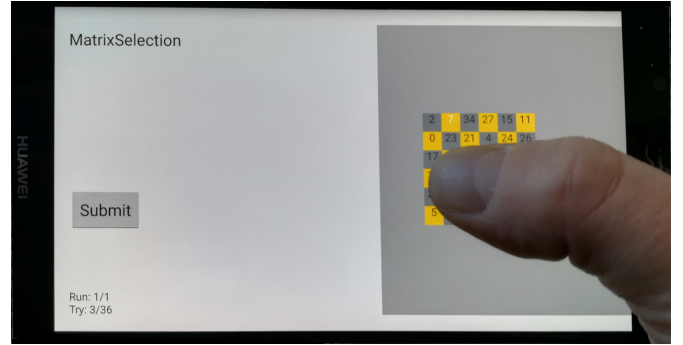 HUAWEI
MatrixSelection
2 7 34 27 15 11
0 23 21 4 24 26
17
5
Submit
Run: 1/1
Try: 3/36